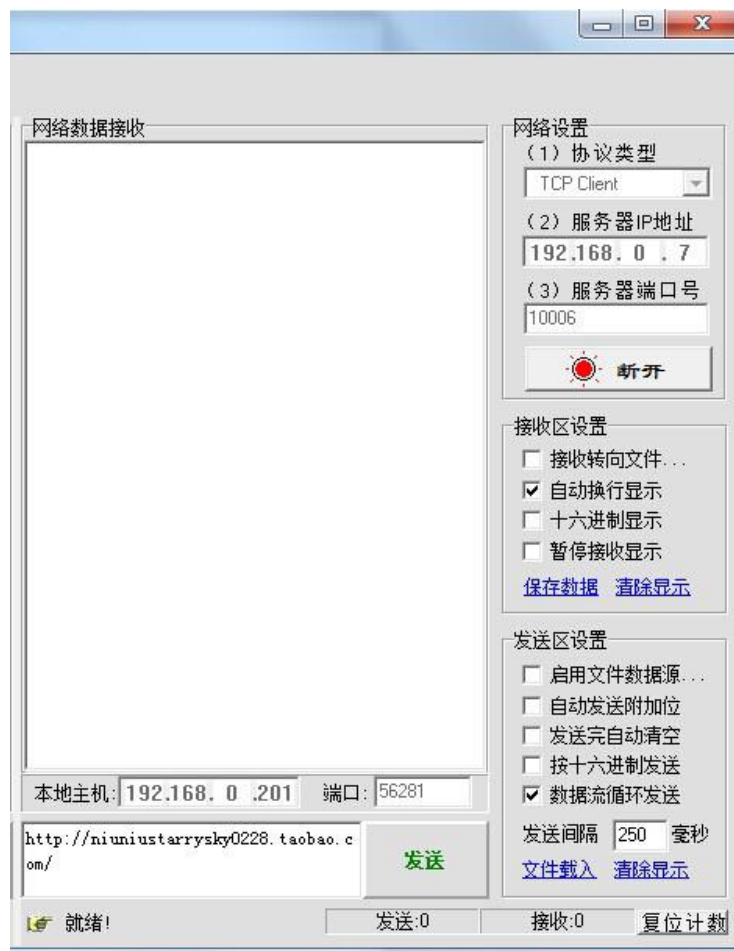 网络数据接收
网络设置
（1）协议类型
TCP Client
（2）服务器IP地址
192.168. 0 . 7
（3）服务器端口号
10006
断开
接收区设置
接收转向文件...
自动换行显示
十六进制显示
暂停接收显示
保存数据 清除显示
发送区设置
启用文件数据源...
自动发送附加位
发送完自动清空
按十六进制发送
数据流循环发送
发送间隔 250 毫秒
文件载入 清除显示
本地主机: 192.168. 0 .201 端口: 56281
http://niuniustarrysky0228.taobao.c
om/
发送
就绪! 发送:0 接收:0 复位计数